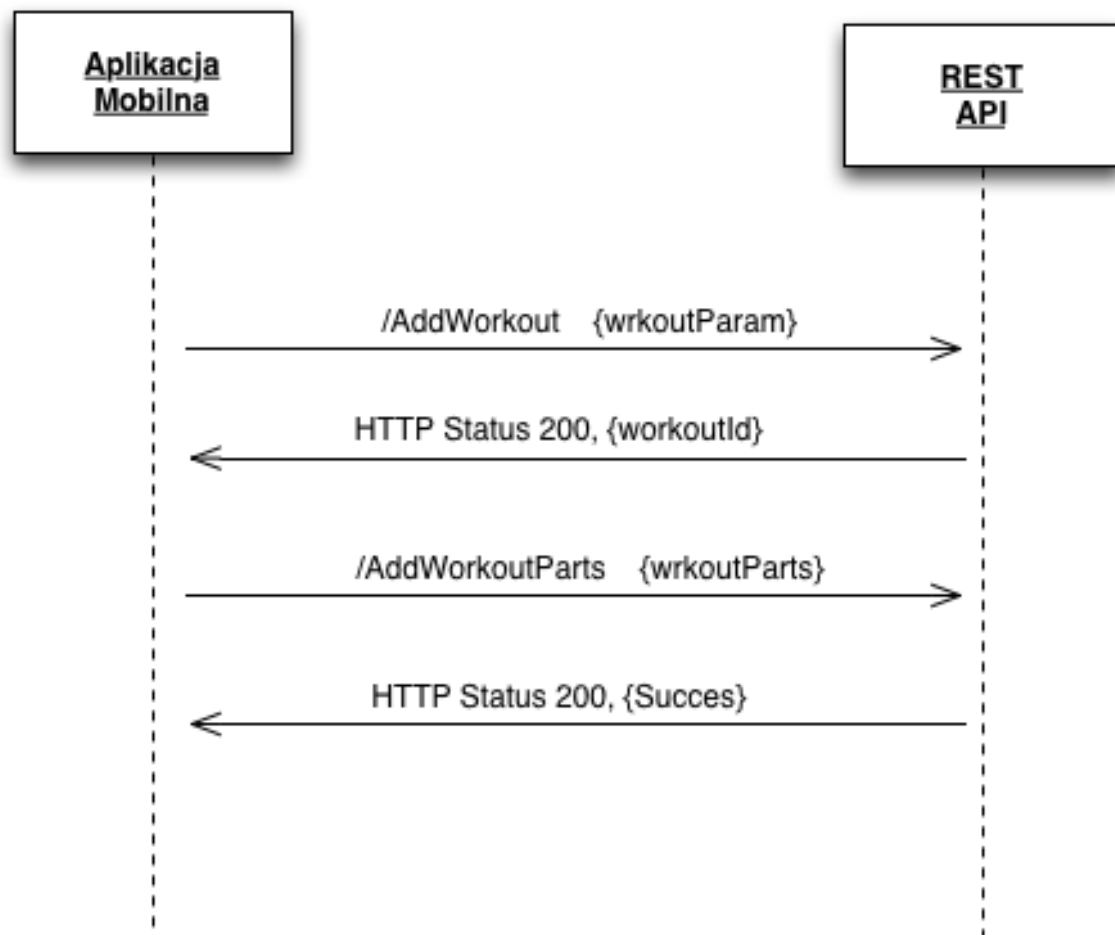 Aplikacja
Mobilna
REST
API
/AddWorkout {wrkoutParam}
HTTP Status 200, {workoutId}
/AddWorkoutParts {wrkoutParts}
HTTP Status 200, {Succes}